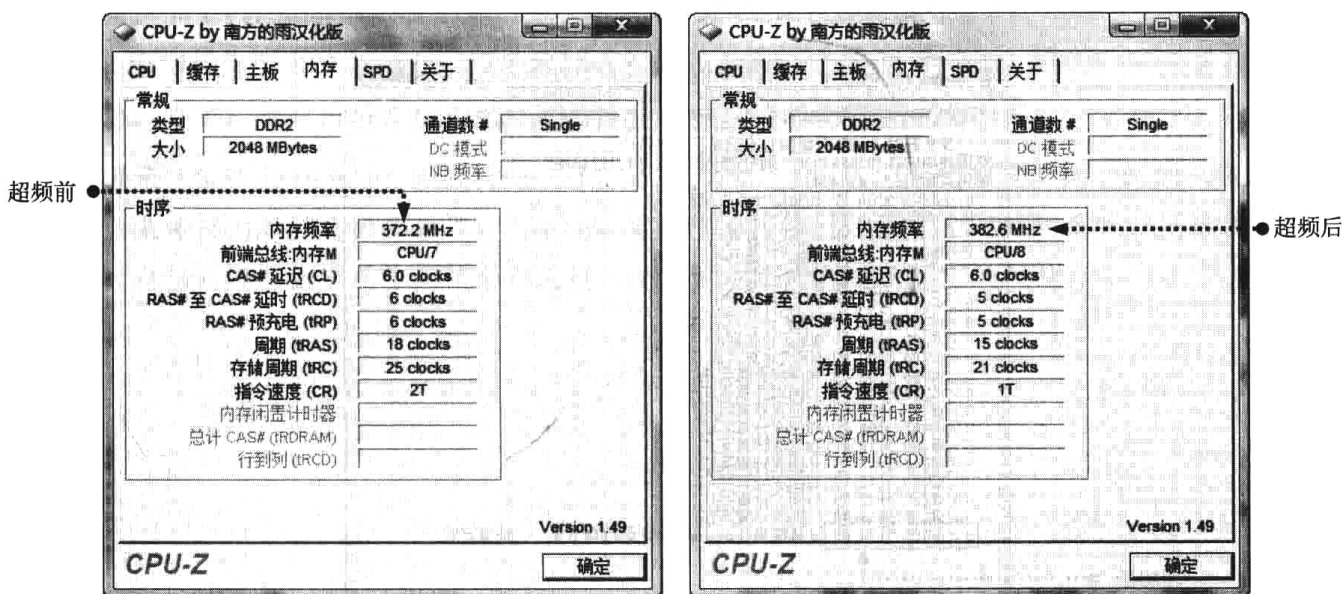 CPU-Z by 南方的雨汉化版
CPU 缓存 主板 内存 SPD 关于
常规
类型 DDR2 通道数 # Single
大小 2048 MBytes DC 模式
NB 频率
超频前
时序
内存频率 372.2 MHz
前端总线:内存M CPU/7
CAS# 延迟 (CL) 6.0 clocks
RAS# 至 CAS# 延时 (tRCD) 6 clocks
RAS# 预充电 (tRP) 6 clocks
周期 (tRAS) 18 clocks
存储周期 (tRC) 25 clocks
指令速度 (CR) 2T
内存闲置计时器
总计 CAS# (tRDRAM)
行到列 (tRCD)
Version 1.49
CPU-Z 确定
CPU-Z by 南方的雨汉化版
CPU 缓存 主板 内存 SPD 关于
常规
类型 DDR2 通道数 # Single
大小 2048 MBytes DC 模式
NB 频率
时序
内存频率 382.6 MHz
超频后
前端总线:内存M CPU/8
CAS# 延迟 (CL) 6.0 clocks
RAS# 至 CAS# 延时 (tRCD) 5 clocks
RAS# 预充电 (tRP) 5 clocks
周期 (tRAS) 15 clocks
存储周期 (tRC) 21 clocks
指令速度 (CR) 1T
内存闲置计时器
总计 CAS# (tRDRAM)
行到列 (tRCD)
Version 1.49
CPU-Z 确定